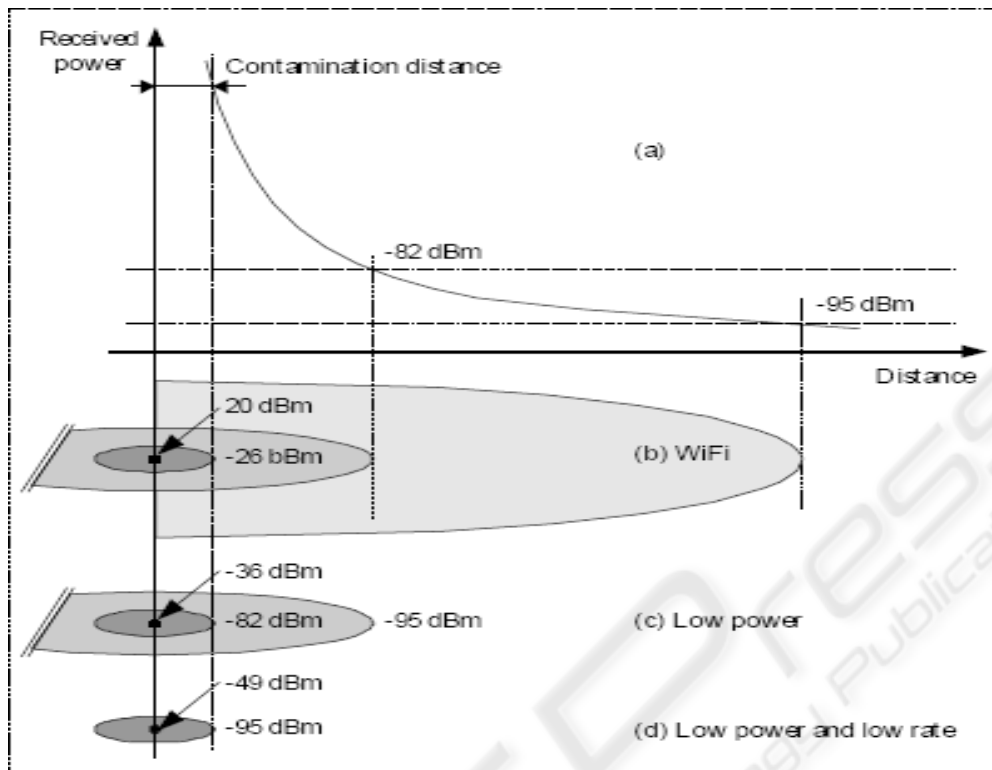 Received
power
Contamination distance
(a)
-82 dBm
-95 dBm
Distance
20 dBm
-26 bBm
(b) WiFi
-36 dBm
-82 dBm
-95 dBm
(c) Low power
-49 dBm
-95 dBm
(d) Low power and low rate